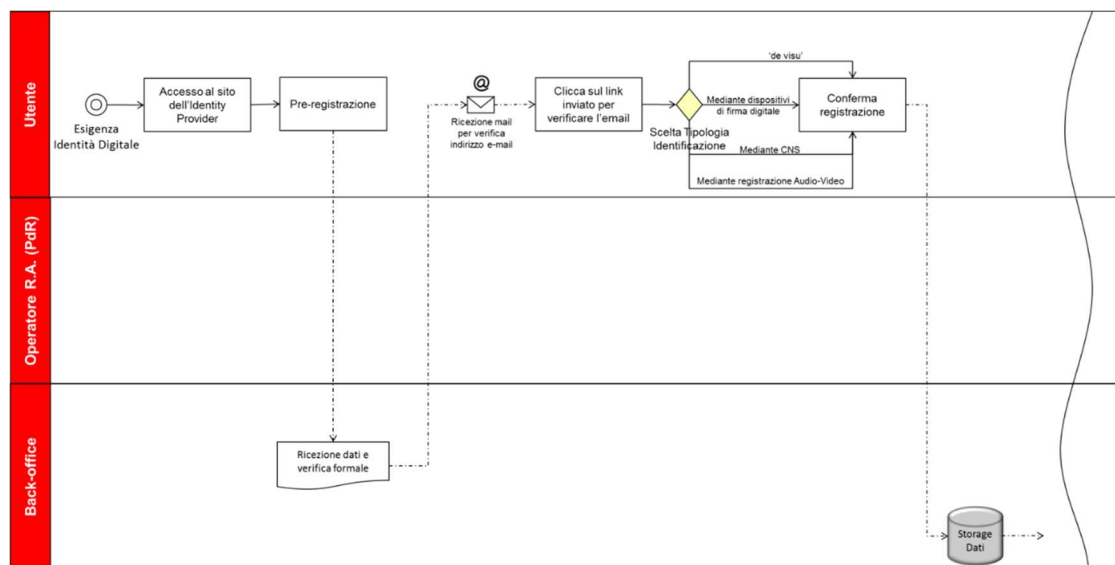 Utente
Esigenza
Identità Digitale
Accesso al sito
dell'Identity
Provider
Pre-registrazione
@
Ricezione mail
per verifica
indirizzo e-mail
Clicca sul link
inviato per
verificare l'email
Scelta Tipologia
Identificazione
'de visu'
Mediante dispositivi
di firma digitale
Mediante CNS
Mediante registrazione Audio-Video
Conferma
registrazione
Operatore R.A. (PdR)
Back-office
Ricezione dati e
verifica formale
Storage
Dati